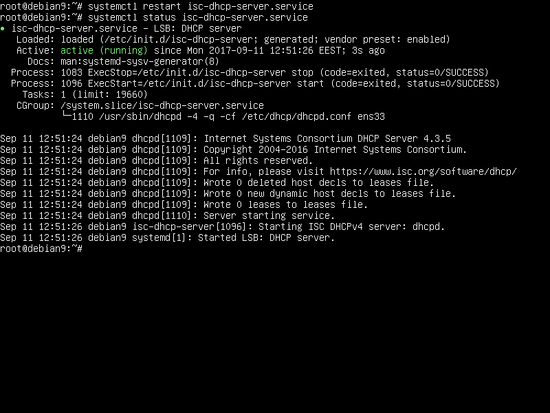 root@debian9:~# systemctl restart isc-dhcp-server.service
root@debian9:~# systemctl status isc-dhcp-server.service
● isc-dhcp-server.service - LSB: DHCP server
   Loaded: loaded (/etc/init.d/isc-dhcp-server; generated; vendor preset: enabled)
   Active: active (running) since Mon 2017-09-11 12:51:26 EEST; 3s ago
     Docs: man:systemd-sysv-generator(8)
  Process: 1083 ExecStop=/etc/init.d/isc-dhcp-server stop (code=exited, status=0/SUCCESS)
  Process: 1096 ExecStart=/etc/init.d/isc-dhcp-server start (code=exited, status=0/SUCCESS)
    Tasks: 1 (limit: 19660)
   CGroup: /system.slice/isc-dhcp-server.service
           └─1110 /usr/sbin/dhcpd -4 -q -cf /etc/dhcp/dhcpd.conf ens33

Sep 11 12:51:24 debian9 dhcpd[1109]: Internet Systems Consortium DHCP Server 4.3.5
Sep 11 12:51:24 debian9 dhcpd[1109]: Copyright 2004-2016 Internet Systems Consortium.
Sep 11 12:51:24 debian9 dhcpd[1109]: All rights reserved.
Sep 11 12:51:24 debian9 dhcpd[1109]: For info, please visit https://www.isc.org/software/dhcp/
Sep 11 12:51:24 debian9 dhcpd[1109]: Wrote 0 deleted host decls to leases file.
Sep 11 12:51:24 debian9 dhcpd[1109]: Wrote 0 new dynamic host decls to leases file.
Sep 11 12:51:24 debian9 dhcpd[1109]: Wrote 0 leases to leases file.
Sep 11 12:51:24 debian9 dhcpd[1110]: Server starting service.
Sep 11 12:51:26 debian9 isc-dhcp-server[1096]: Starting ISC DHCPv4 server: dhcpd.
Sep 11 12:51:26 debian9 systemd[1]: Started LSB: DHCP server.
root@debian9:~#